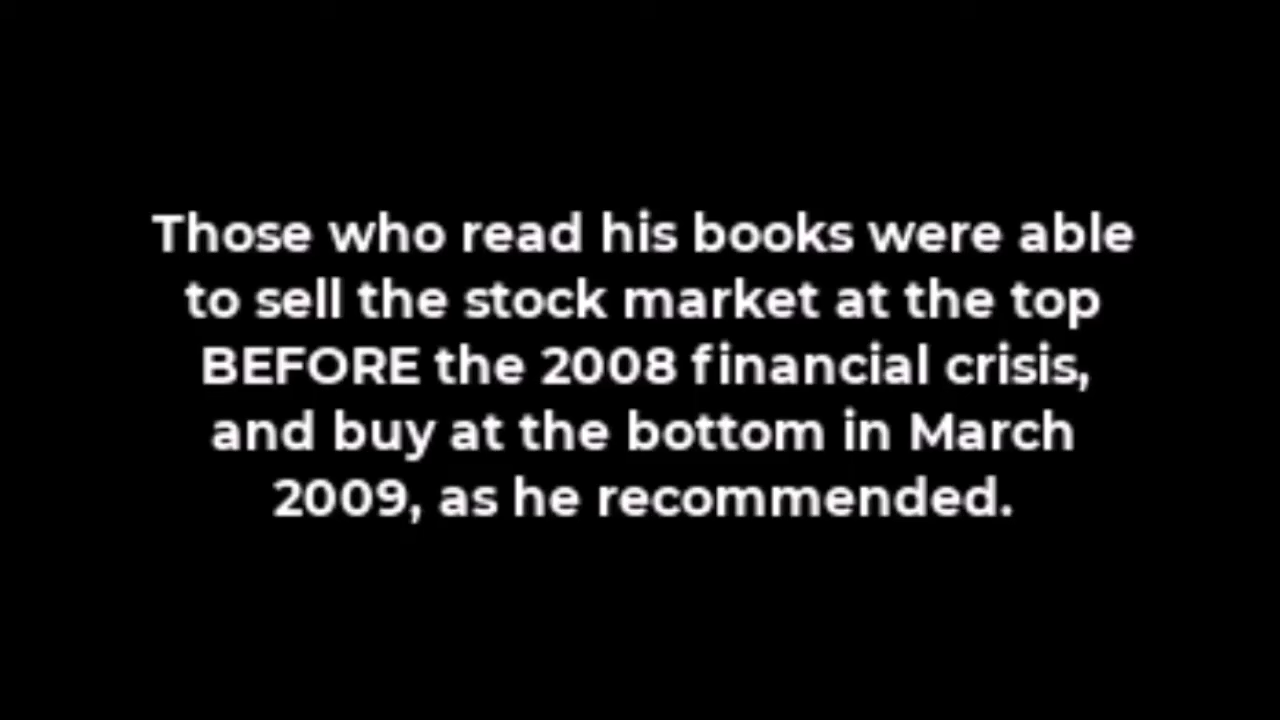 Those who read his books were able
to sell the stock market at the top
BEFORE the 2008 financial crisis,
and buy at the bottom in March
2009, as he recommended.